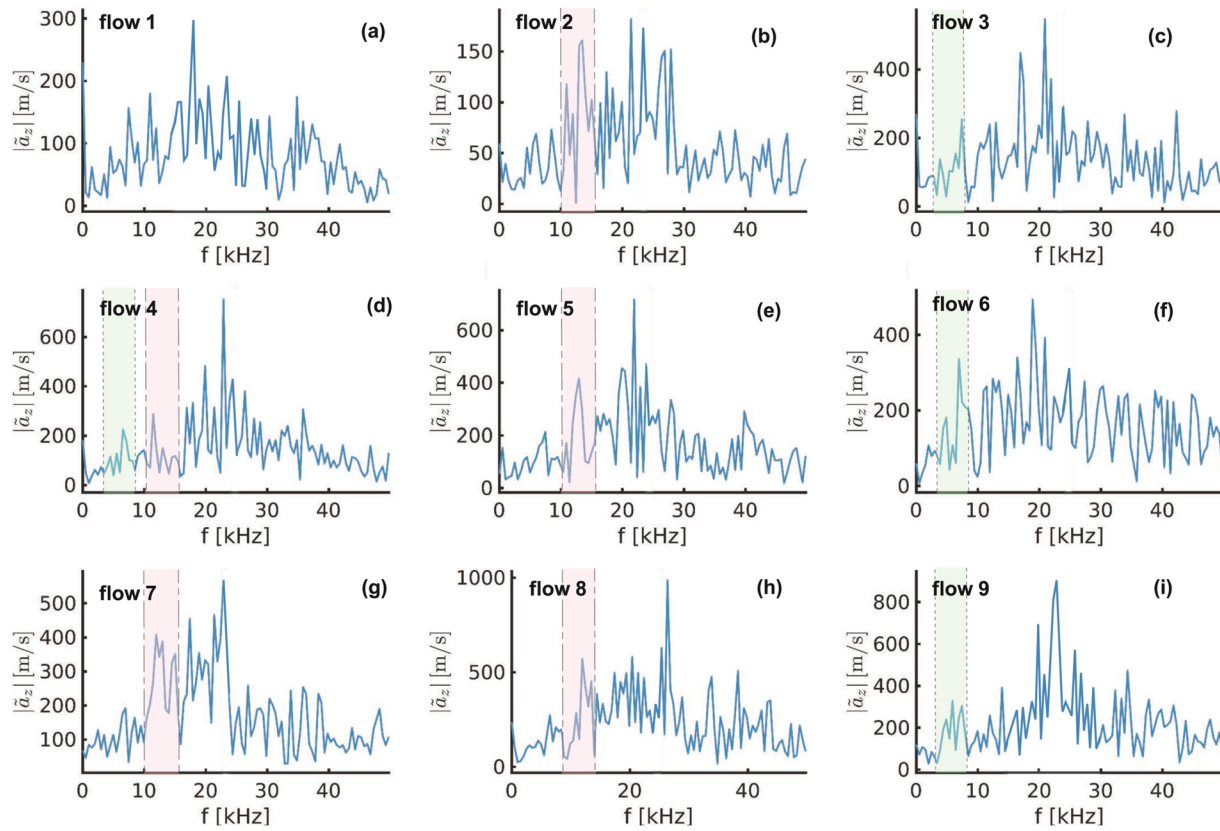 flow 1
(a)
300
200
100
0
|ã_z| [m/s]
0 10 20 30 40
f [kHz]
flow 2
(b)
150
100
50
0
|ã_z| [m/s]
0 10 20 30 40
f [kHz]
flow 3
(c)
400
200
0
|ã_z| [m/s]
0 10 20 30 40
f [kHz]
flow 4
(d)
600
400
200
0
|ã_z| [m/s]
0 10 20 30 40
f [kHz]
flow 5
(e)
600
400
200
0
|ã_z| [m/s]
0 10 20 30 40
f [kHz]
flow 6
(f)
400
200
0
|ã_z| [m/s]
0 10 20 30 40
f [kHz]
flow 7
(g)
500
400
300
200
100
|ã_z| [m/s]
0 10 20 30 40
f [kHz]
flow 8
(h)
1000
500
0
|ã_z| [m/s]
0 10 20 30 40
f [kHz]
flow 9
(i)
800
600
400
200
0
|ã_z| [m/s]
0 10 20 30 40
f [kHz]